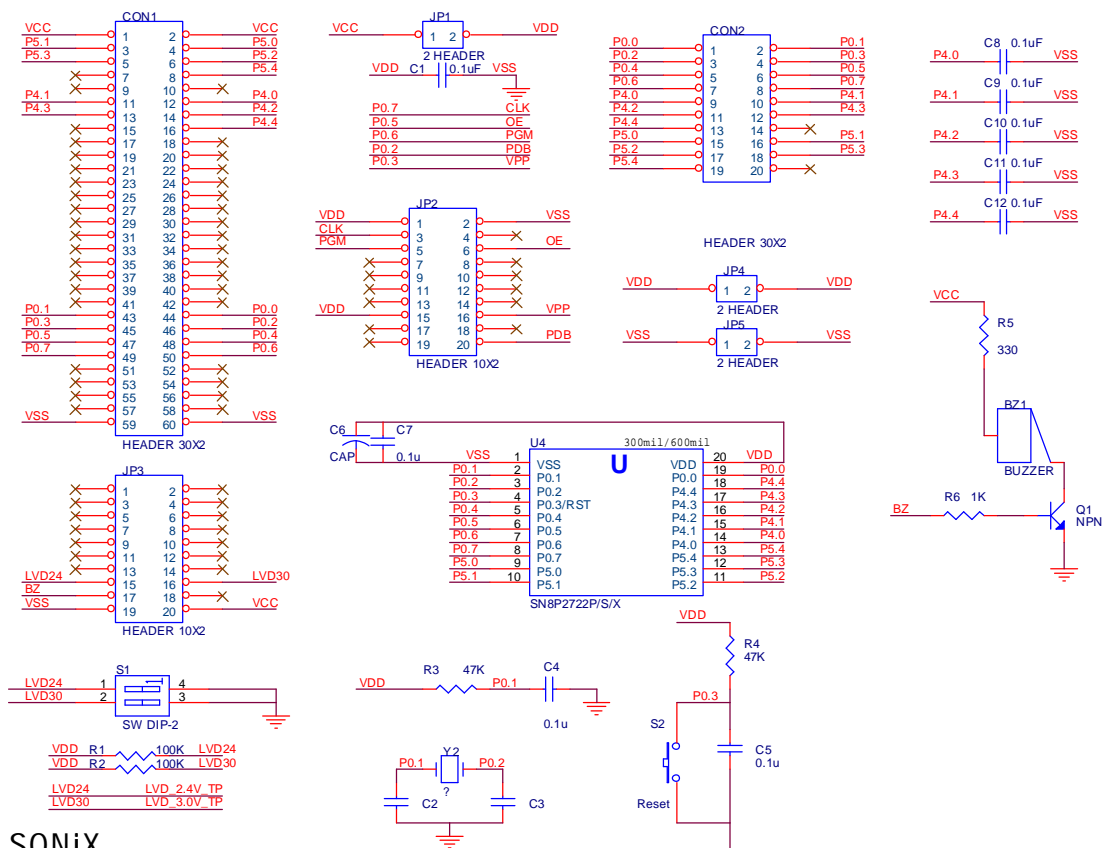 CON1
VCC 1 2 VCC
P5.1 3 4 P5.0
P5.3 5 6 P5.2
7 8 P5.4
9 10
P4.1 11 12 P4.0
P4.3 13 14 P4.2
15 16 P4.4
17 18
19 20
21 22
23 24
25 26
27 28
29 30
31 32
33 34
35 36
37 38
39 40
41 42
P0.1 43 44 P0.0
P0.3 45 46 P0.2
P0.5 47 48 P0.4
P0.7 49 50 P0.6
51 52
53 54
55 56
57 58
VSS 59 60 VSS
HEADER 30X2
JP1
VCC 1 2 VDD
2 HEADER
VDD C1 0.1uF VSS
P0.7 CLK
P0.5 OE
P0.6 PGM
P0.2 PDB
P0.3 VPP
JP2
VDD 1 2 VSS
CLK 3 4
PGM 5 6 OE
7 8
9 10
11 12
13 14
VDD 15 16 VPP
17 18
19 20 PDB
HEADER 10X2
CON2
P0.0 1 2 P0.1
P0.2 3 4 P0.3
P0.4 5 6 P0.5
P0.6 7 8 P0.7
P4.0 9 10 P4.1
P4.2 11 12 P4.3
P4.4 13 14
P5.0 15 16 P5.1
P5.2 17 18 P5.3
P5.4 19 20
HEADER 30X2
JP4
VDD 1 2 VDD
2 HEADER
JP5
VSS 1 2 VSS
2 HEADER
C8 0.1uF
P4.0 VSS
C9 0.1uF
P4.1 VSS
C10 0.1uF
P4.2 VSS
C11 0.1uF
P4.3 VSS
C12 0.1uF
P4.4 VSS
VCC
R5
330
BZ1
BUZZER
BZ R6 1K
Q1
NPN
C6 C7
CAP 0.1u
U4 300mil/600mil
U
VSS 1 VSS VDD 20 VDD
P0.1 2 P0.1 P0.0 19 P0.0
P0.2 3 P0.2 P4.4 18 P4.4
P0.3 4 P0.3/RST P4.3 17 P4.3
P0.4 5 P0.4 P4.2 16 P4.2
P0.5 6 P0.5 P4.1 15 P4.1
P0.6 7 P0.6 P4.0 14 P4.0
P0.7 8 P0.7 P5.4 13 P5.4
P5.0 9 P5.0 P5.3 12 P5.3
P5.1 10 P5.1 P5.2 11 P5.2
SN8P2722P/S/X
JP3
1 2
3 4
5 6
7 8
9 10
11 12
13 14
LVD24 15 16 LVD30
BZ 17 18
VSS 19 20 VCC
HEADER 10X2
S1
LVD24 1 4
LVD30 2 3
SW DIP-2
VDD R1 100K LVD24
VDD R2 100K LVD30
LVD24 LVD_2.4V_TP
LVD30 LVD_3.0V_TP
VDD R3 47K P0.1 C4
0.1u
Y2
P0.1 P0.2
?
C2 C3
VDD
R4
47K
P0.3
S2
C5
0.1u
Reset
SONiX